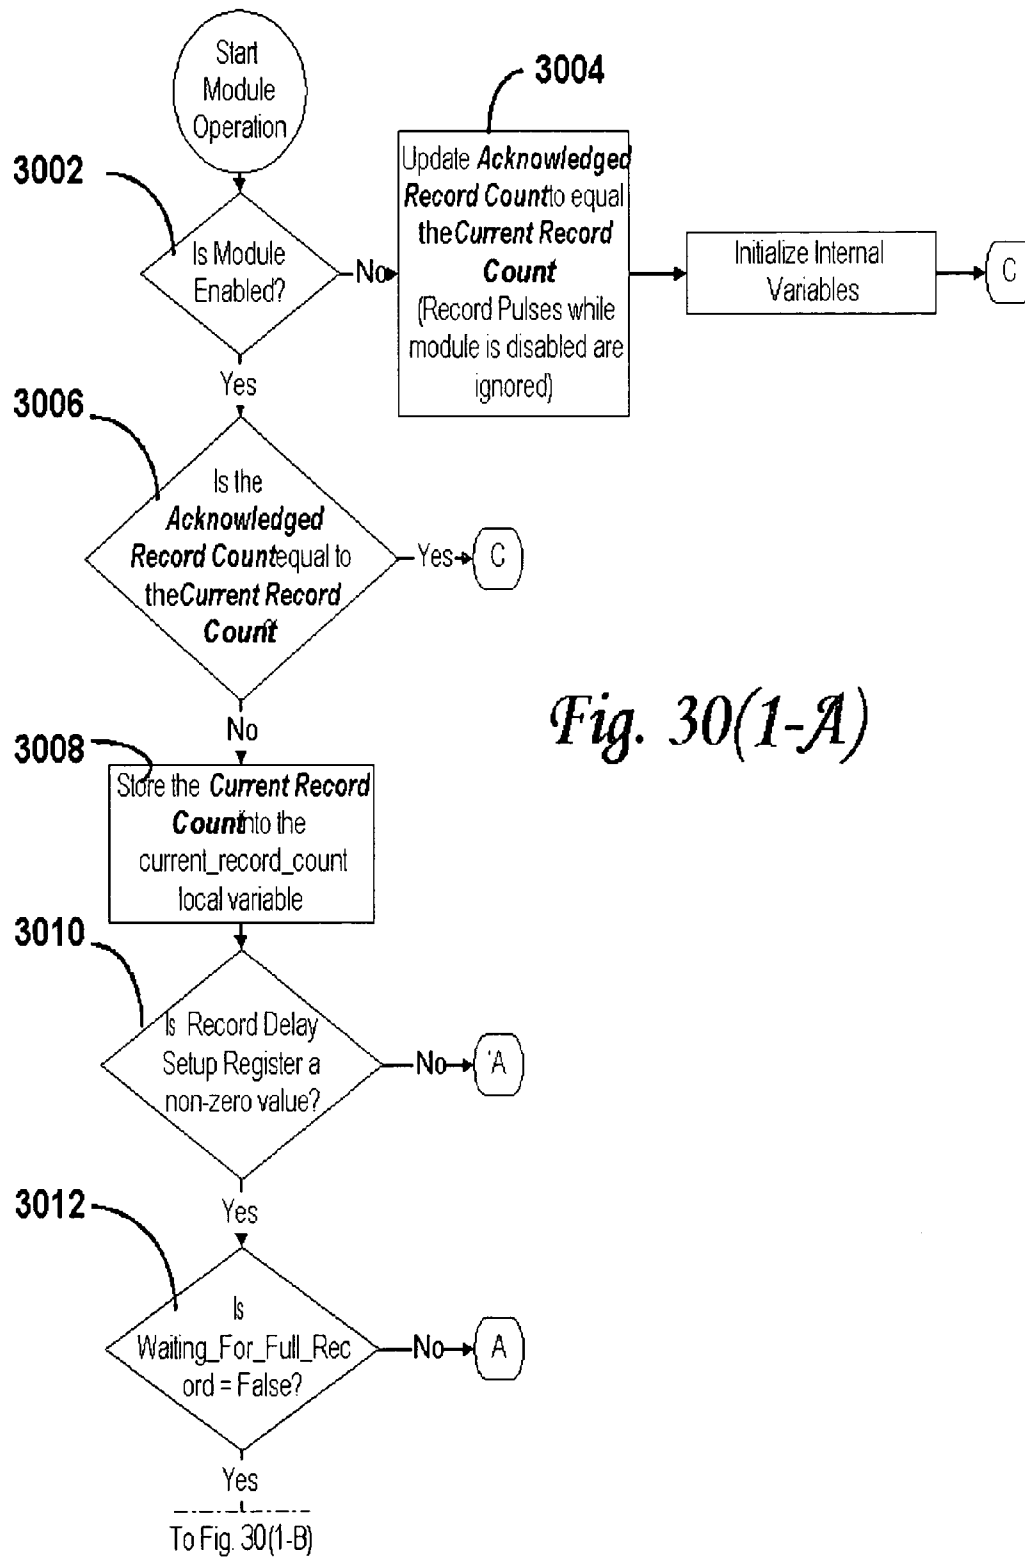 Start
Module
Operation
3004
3002
Is Module
Enabled?
No
Update Acknowledged
Record Count to equal
the Current Record
Count
(Record Pulses while
module is disabled are
ignored)
Initialize Internal
Variables
C
Yes
3006
Is the
Acknowledged
Record Count equal to
the Current Record
Count?
Yes
C
No
Fig. 30(1-A)
3008
Store the Current Record
Count into the
current_record_count
local variable
3010
Is Record Delay
Setup Register a
non-zero value?
No
'A
Yes
3012
Is
Waiting_For_Full_Rec
ord = False?
No
A
Yes
To Fig. 30(1-B)